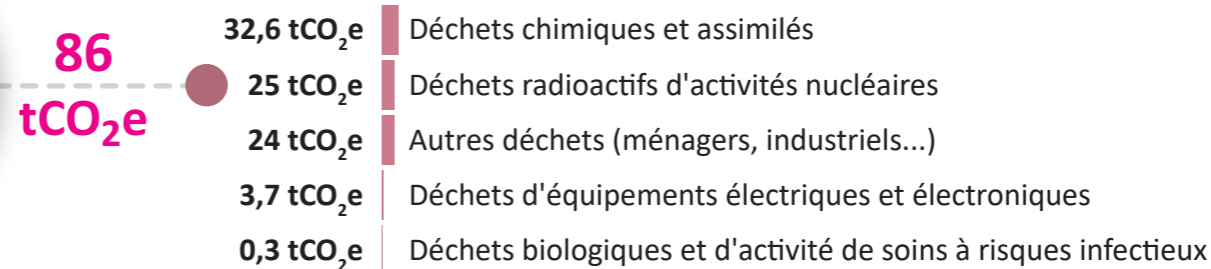 86
tCO₂e
32,6 tCO₂e Déchets chimiques et assimilés
25 tCO₂e Déchets radioactifs d'activités nucléaires
24 tCO₂e Autres déchets (ménagers, industriels...)
3,7 tCO₂e Déchets d'équipements électriques et électroniques
0,3 tCO₂e Déchets biologiques et d'activité de soins à risques infectieux